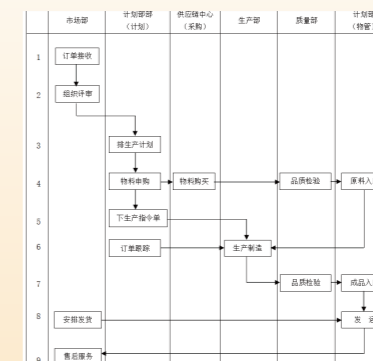 市场部
计划部部
（计划）
供应链中心
（采购）
生产部
质量部
计划部
（物管）
1
订单接收
2
组织评审
3
排生产计划
4
物料申购
物料购买
品质检验
原料入
5
下生产指令单
6
订单跟踪
生产制造
7
品质检验
成品入
8
安排发货
发
9
售后服务